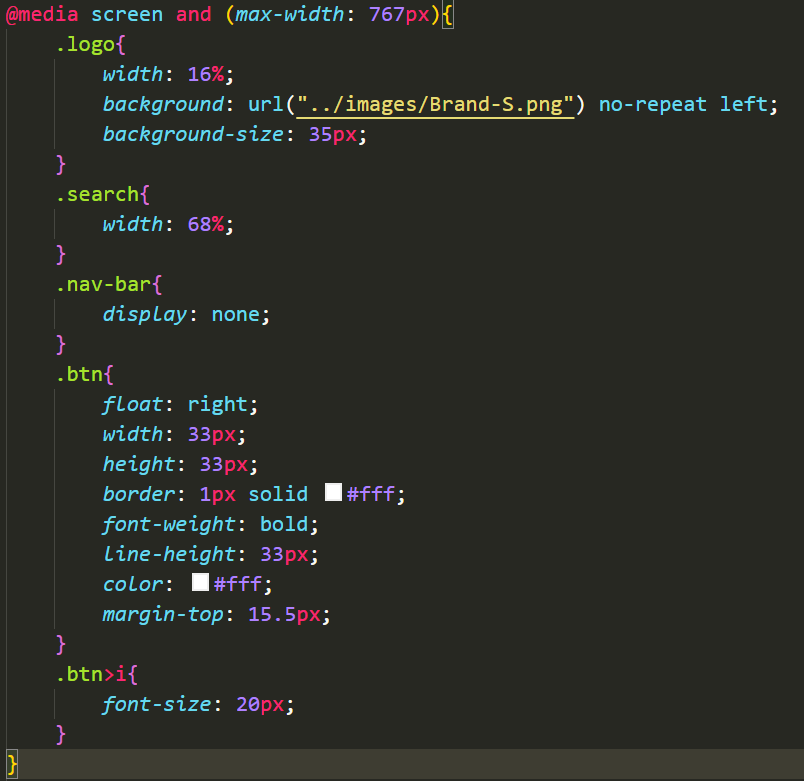 @media screen and (max-width: 767px){
    .logo{
        width: 16%;
        background: url("../images/Brand-S.png") no-repeat left;
        background-size: 35px;
    }
    .search{
        width: 68%;
    }
    .nav-bar{
        display: none;
    }
    .btn{
        float: right;
        width: 33px;
        height: 33px;
        border: 1px solid #fff;
        font-weight: bold;
        line-height: 33px;
        color: #fff;
        margin-top: 15.5px;
    }
    .btn>i{
        font-size: 20px;
    }
}